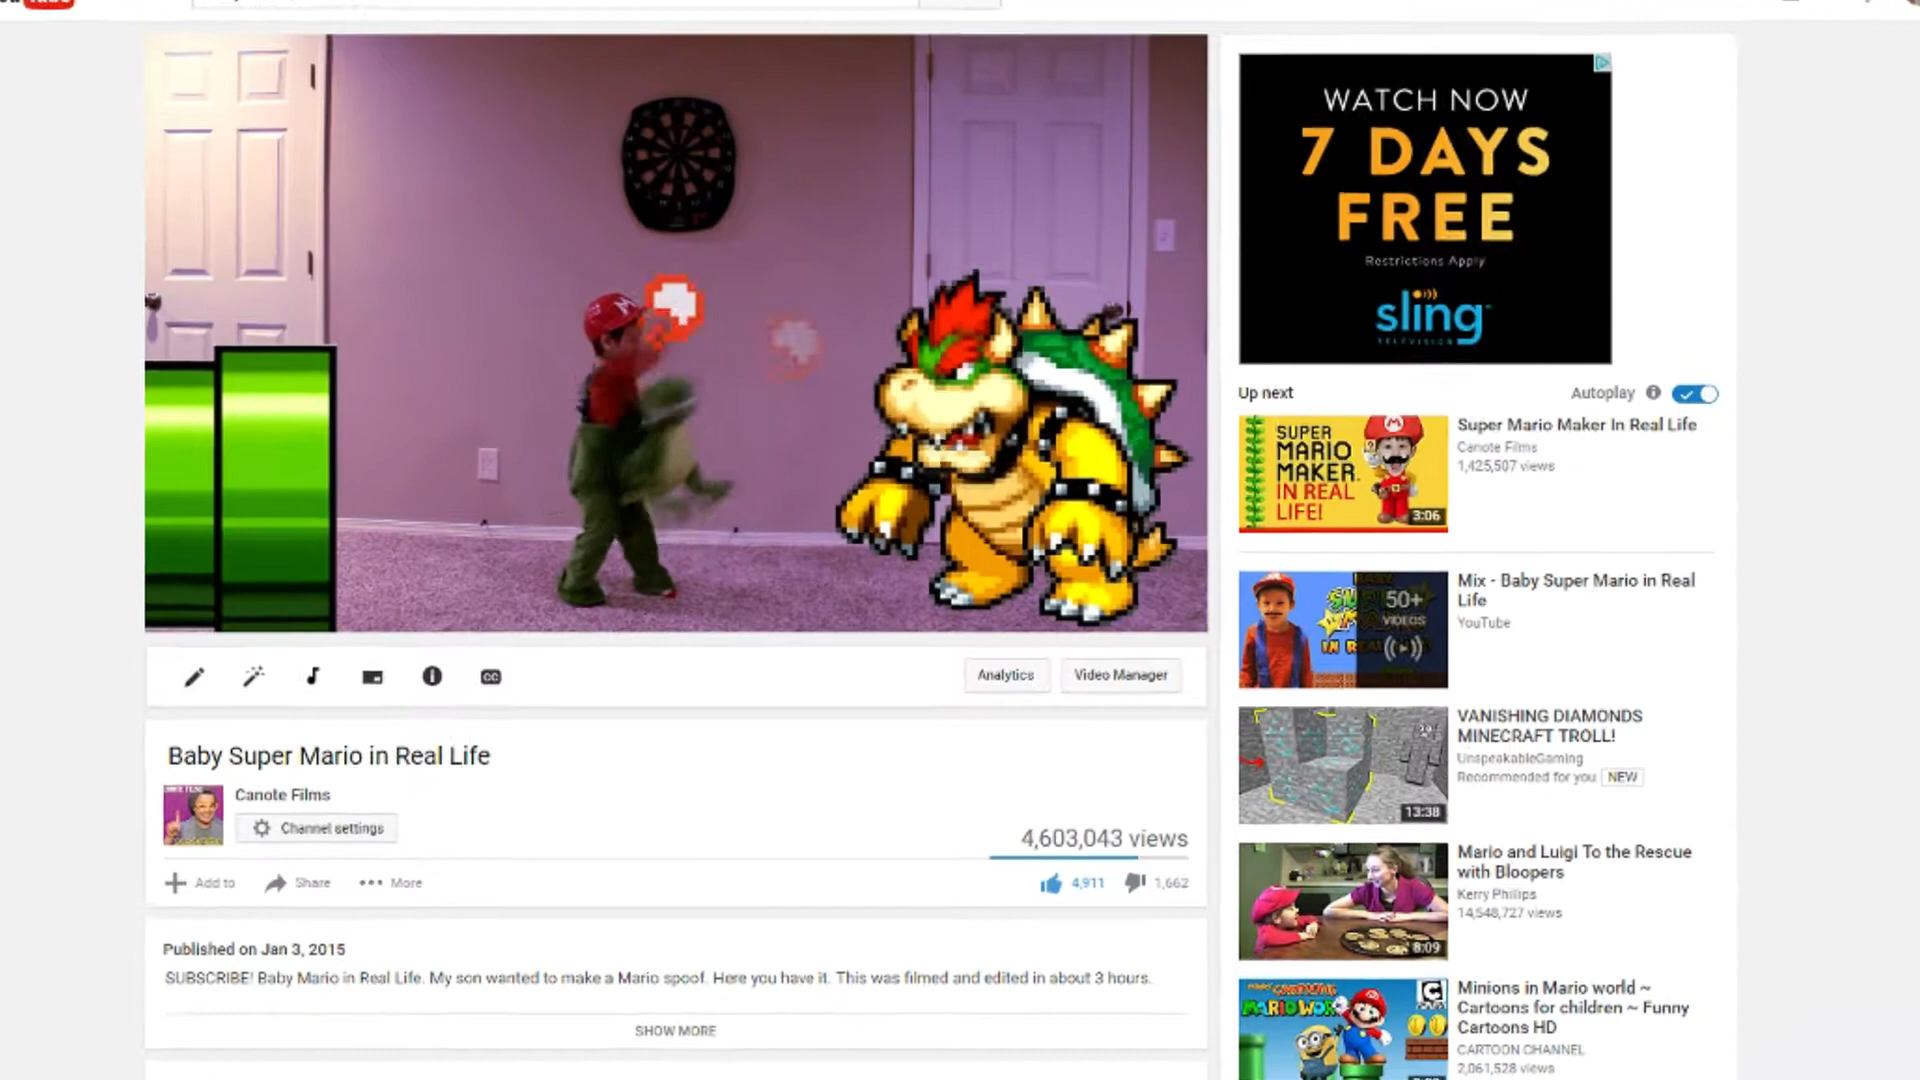 WATCH NOW
7 DAYS
FREE
Restrictions Apply
sling
TELEVISION
Up next
Autoplay
SUPER
MARIO
MAKER
IN REAL
LIFE!
3:06
Super Mario Maker In Real Life
Canote Films
1,425,507 views
50+
VIDEOS
Mix - Baby Super Mario in Real
Life
YouTube
13:38
VANISHING DIAMONDS
MINECRAFT TROLL!
UnspeakableGaming
Recommended for you NEW
8:09
Mario and Luigi To the Rescue
with Bloopers
Kerry Philips
14,548,727 views
MARIO WOR
Minions in Mario world ~
Cartoons for children ~ Funny
Cartoons HD
CARTOON CHANNEL
2,061,528 views
M
CC
Analytics
Video Manager
Baby Super Mario in Real Life
Canote Films
Channel settings
4,603,043 views
Add to
Share
More
4,911
1,662
Published on Jan 3, 2015
SUBSCRIBE! Baby Mario in Real Life. My son wanted to make a Mario spoof. Here you have it. This was filmed and edited in about 3 hours.
SHOW MORE